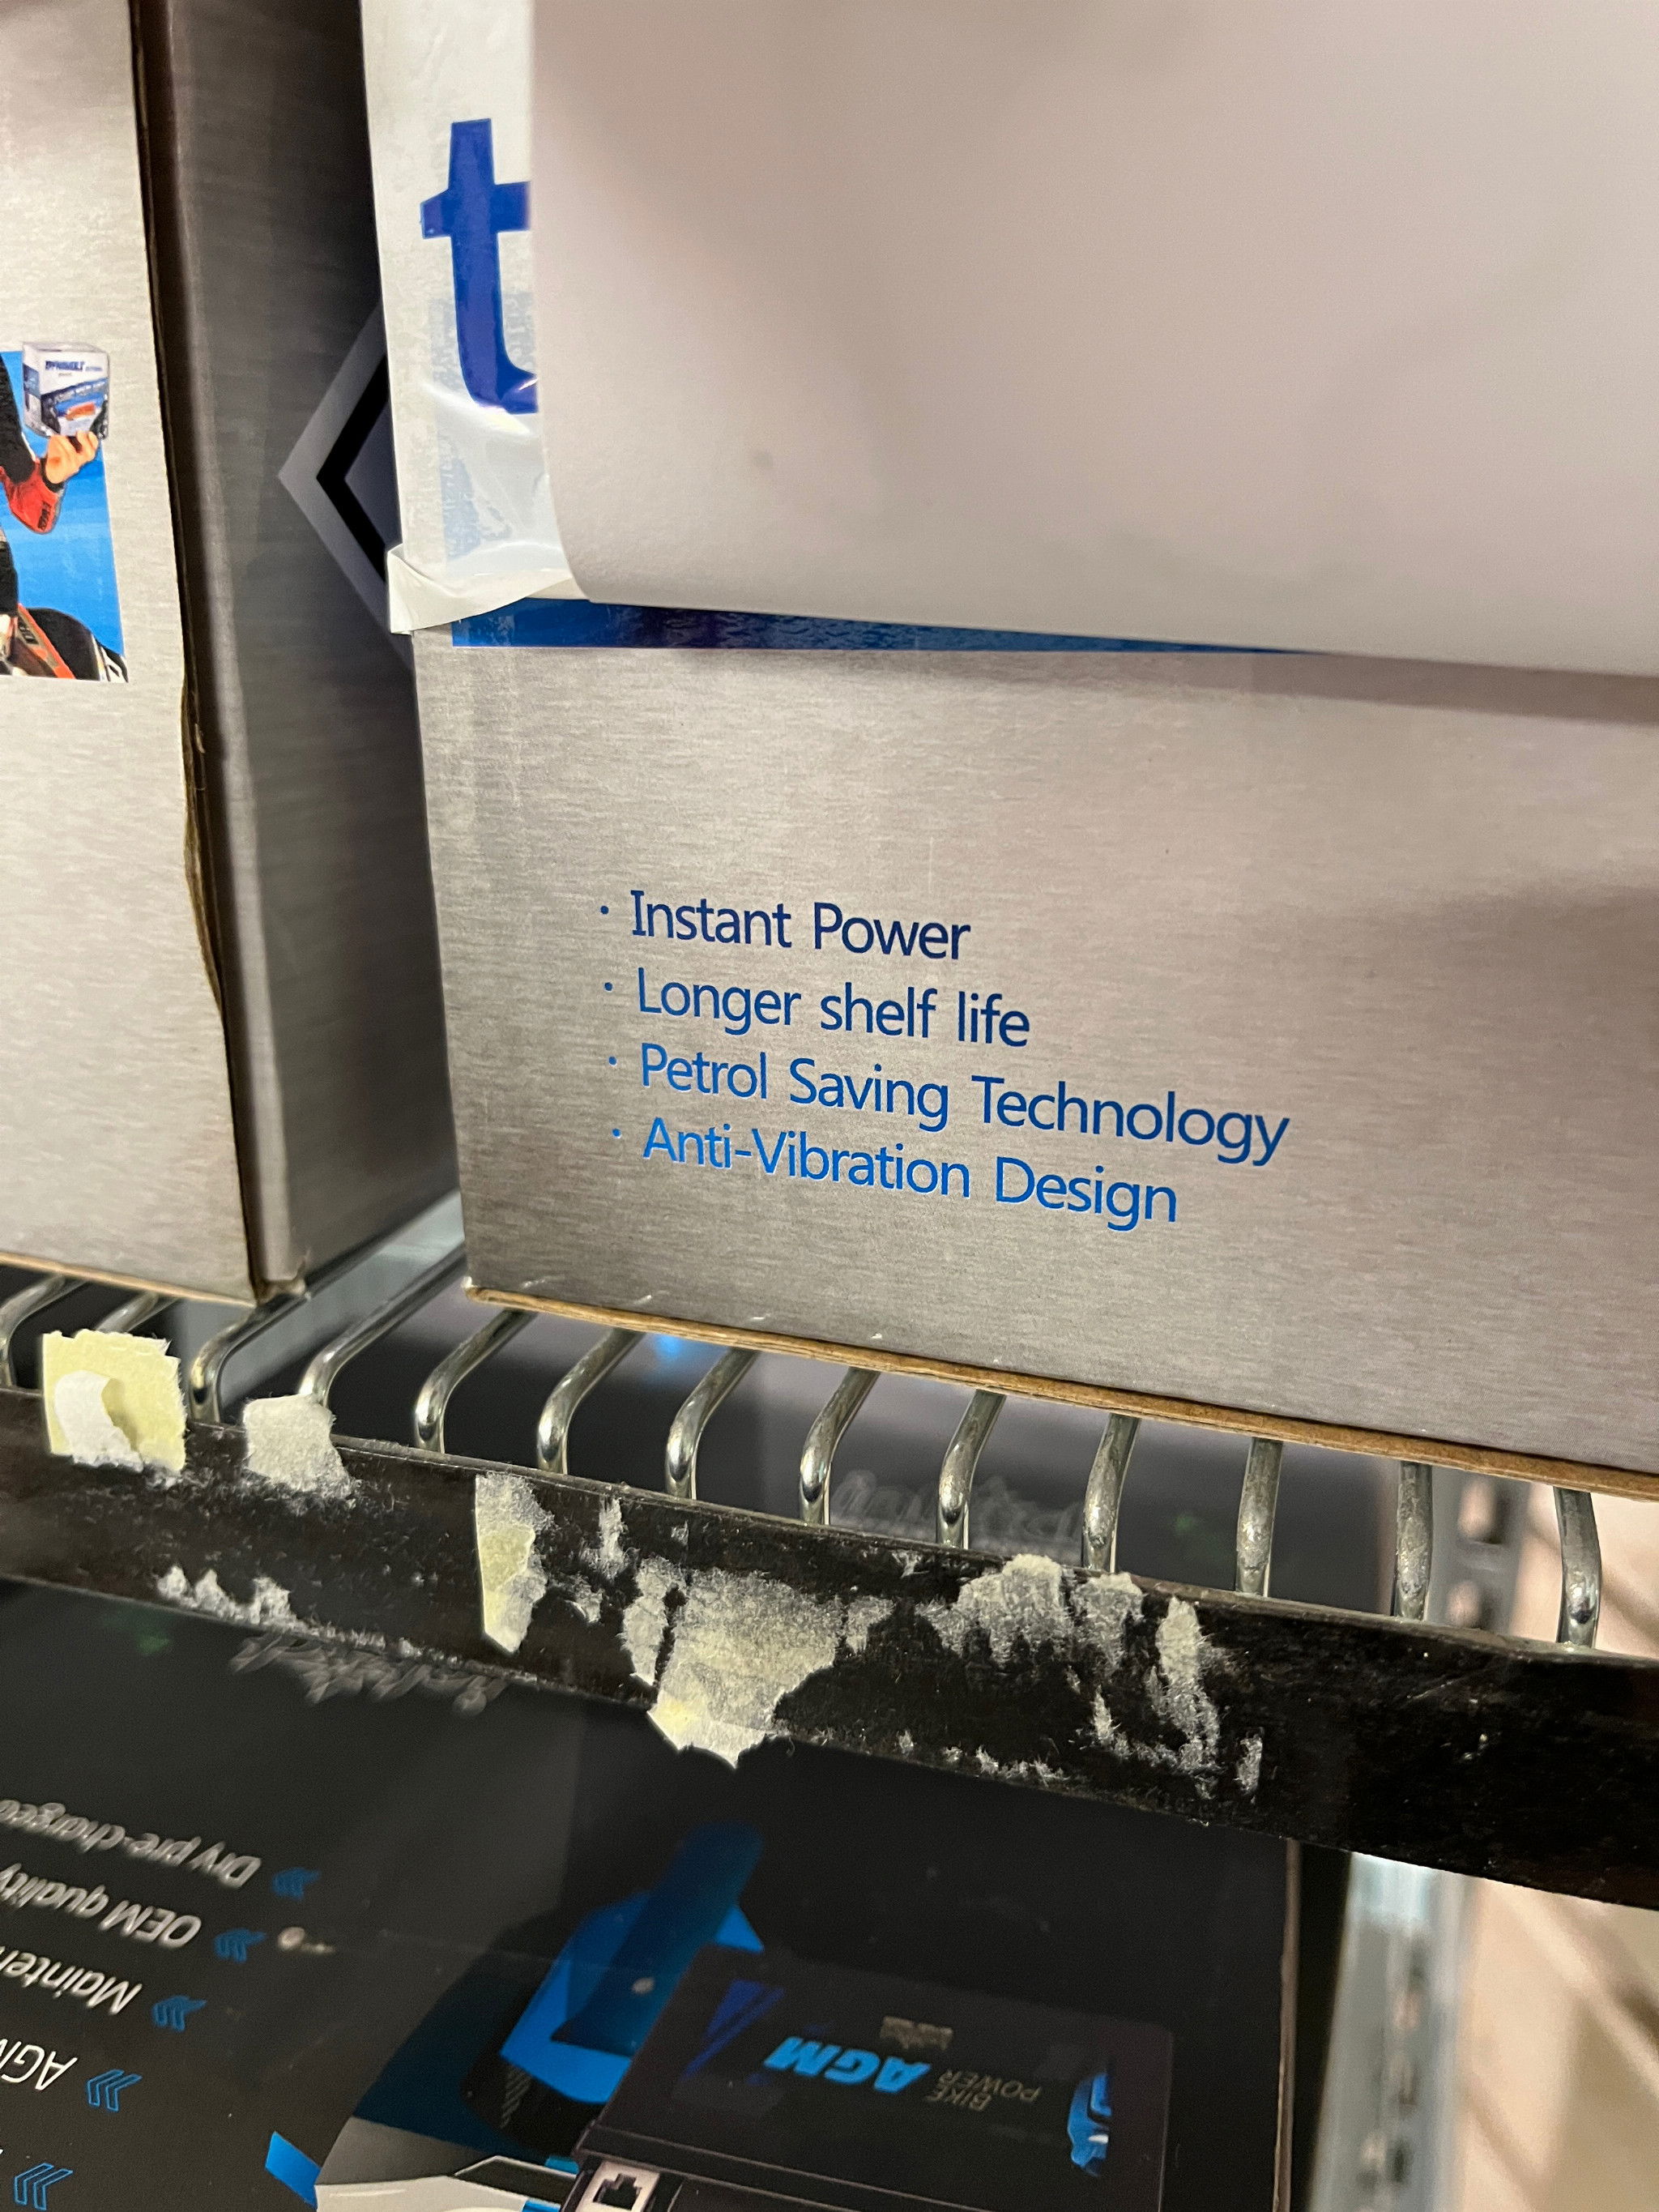 t
· Instant Power
· Longer shelf life
· Petrol Saving Technology
· Anti-Vibration Design
Dry pre-charged
OEM quality
AGM
BIKE
POWER
AGM